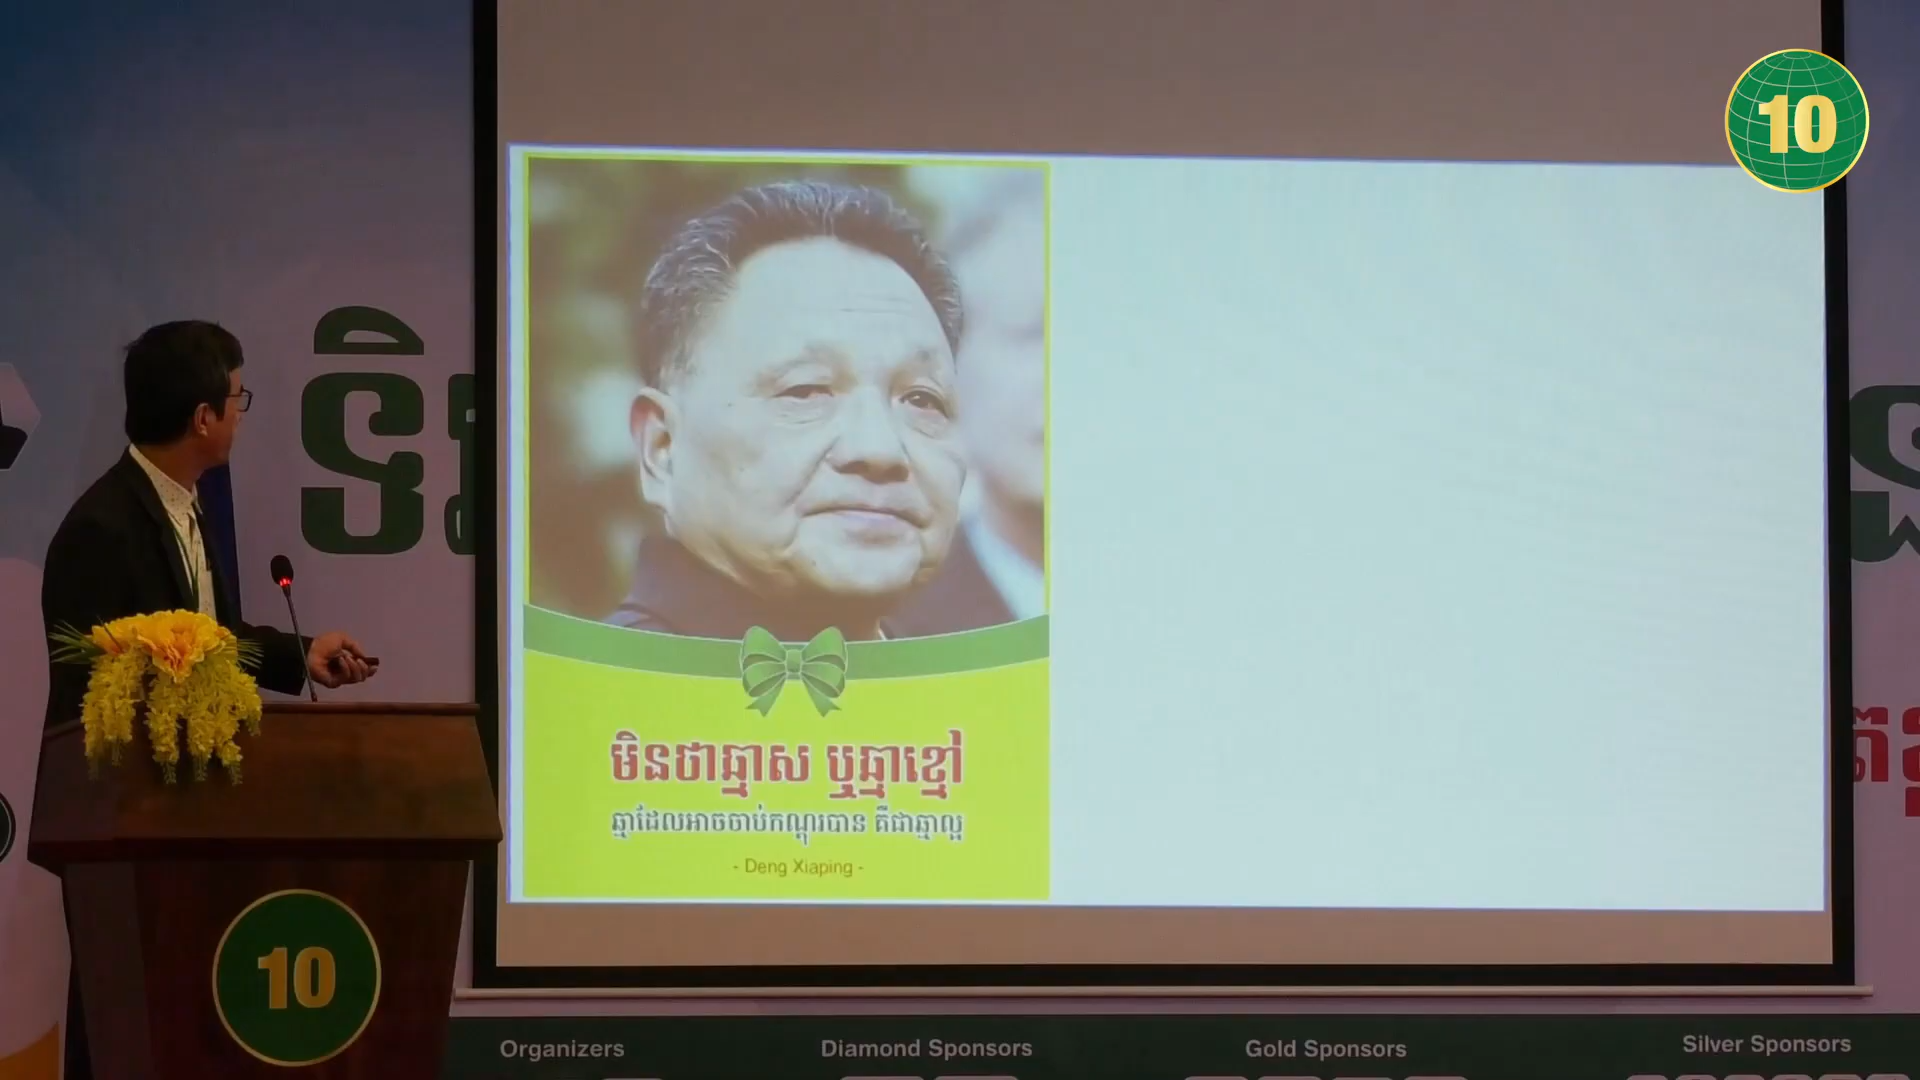 10
មិនថាឆ្មាស ឬឆ្មាខ្មៅ
ឆ្មាដែលអាចចាប់កណ្តុរបាន គឺជាឆ្មាល្អ
- Deng Xiaping -
10
Organizers
Diamond Sponsors
Gold Sponsors
Silver Sponsors